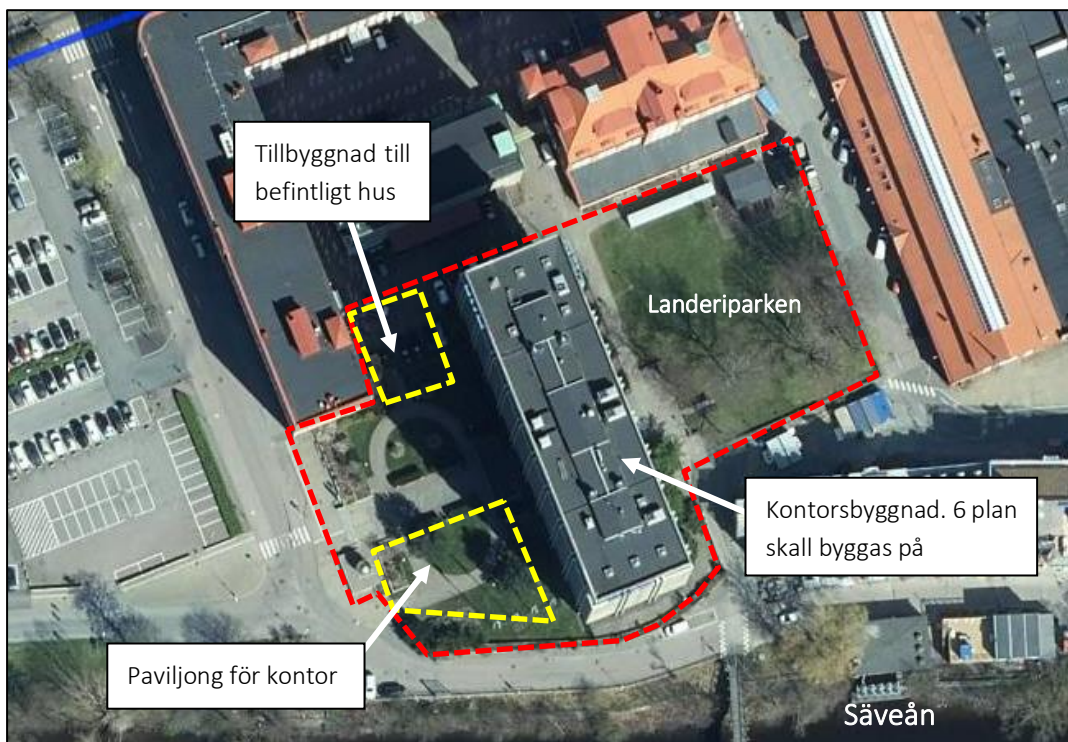 Tillbyggnad till
befintligt hus
Landeriparken
Kontorsbyggnad. 6 plan
skall byggas på
Paviljong för kontor
Säveån